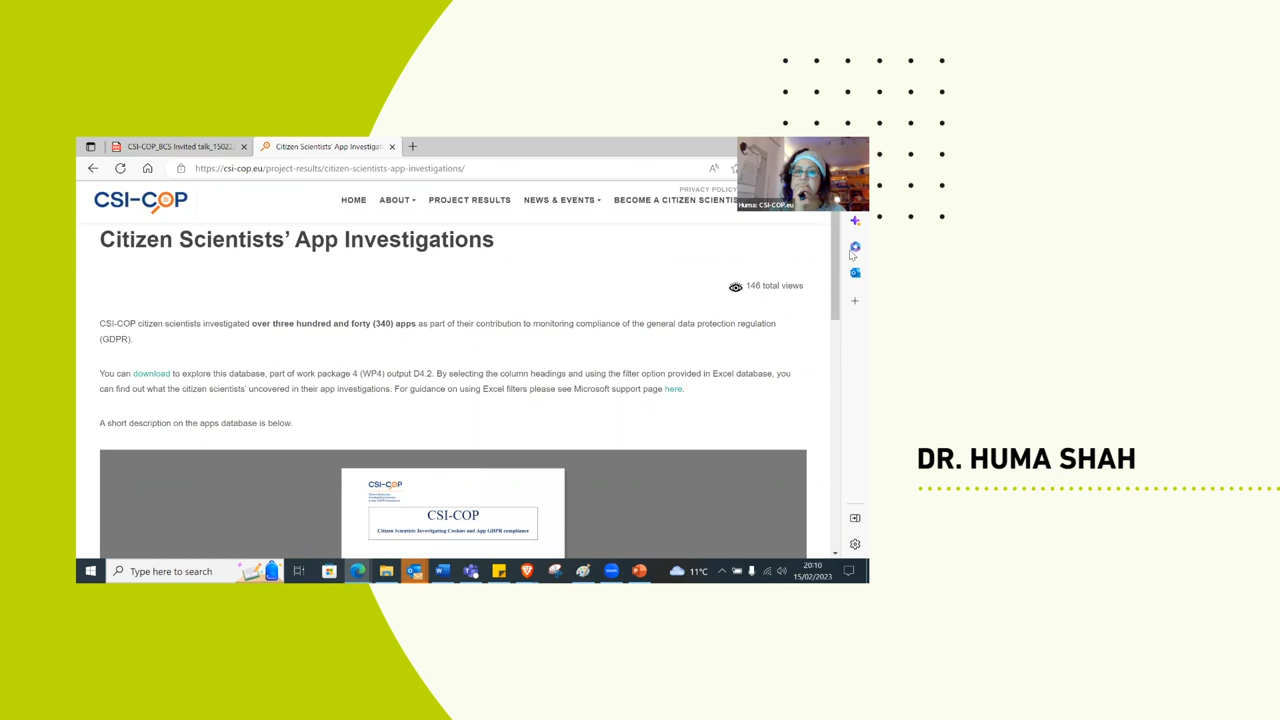 CSI-COP_BCS Invited talk_1502
Citizen Scientists' App Investigat
https://csi-cop.eu/project-results/citizen-scientists-app-investigations/
Huma: CSI-COP.eu
PRIVACY POLICY
CSI-COP
HOME ABOUT PROJECT RESULTS NEWS & EVENTS BECOME A CITIZEN SCIENTIS
Citizen Scientists' App Investigations
146 total views
CSI-COP citizen scientists investigated over three hundred and forty (340) apps as part of their contribution to monitoring compliance of the general data protection regulation
(GDPR).
You can download to explore this database, part of work package 4 (WP4) output D4.2. By selecting the column headings and using the filter option provided in Excel database, you
can find out what the citizen scientists' uncovered in their app investigations. For guidance on using Excel filters please see Microsoft support page here.
A short description on the apps database is below.
CSI-COP
CSI-COP
Citizen Scientists Investigating Cookies and App GDPR compliance
Type here to search
11°C
20:10
15/02/2023
DR. HUMA SHAH